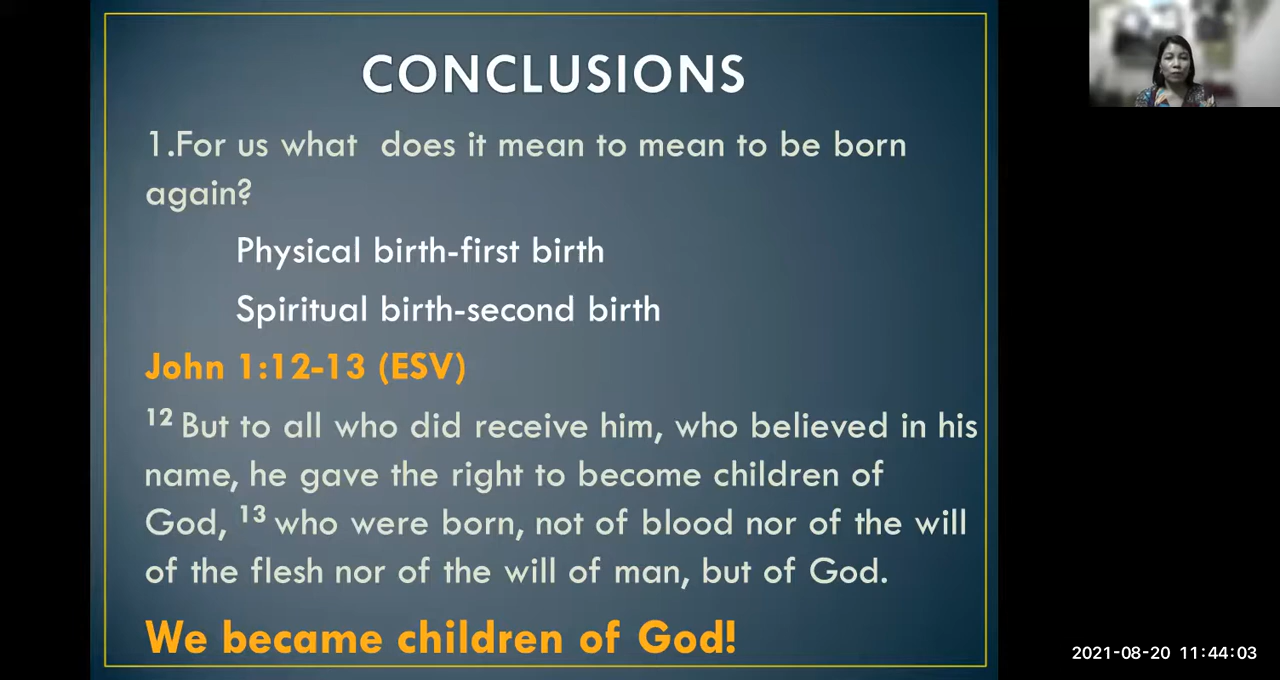 CONCLUSIONS
1.For us what does it mean to mean to be born
again?
Physical birth-first birth
Spiritual birth-second birth
John 1:12-13 (ESV)
12 But to all who did receive him, who believed in his
name, he gave the right to become children of
God, 13 who were born, not of blood nor of the will
of the flesh nor of the will of man, but of God.
We became children of God!
2021-08-20 11:44:03